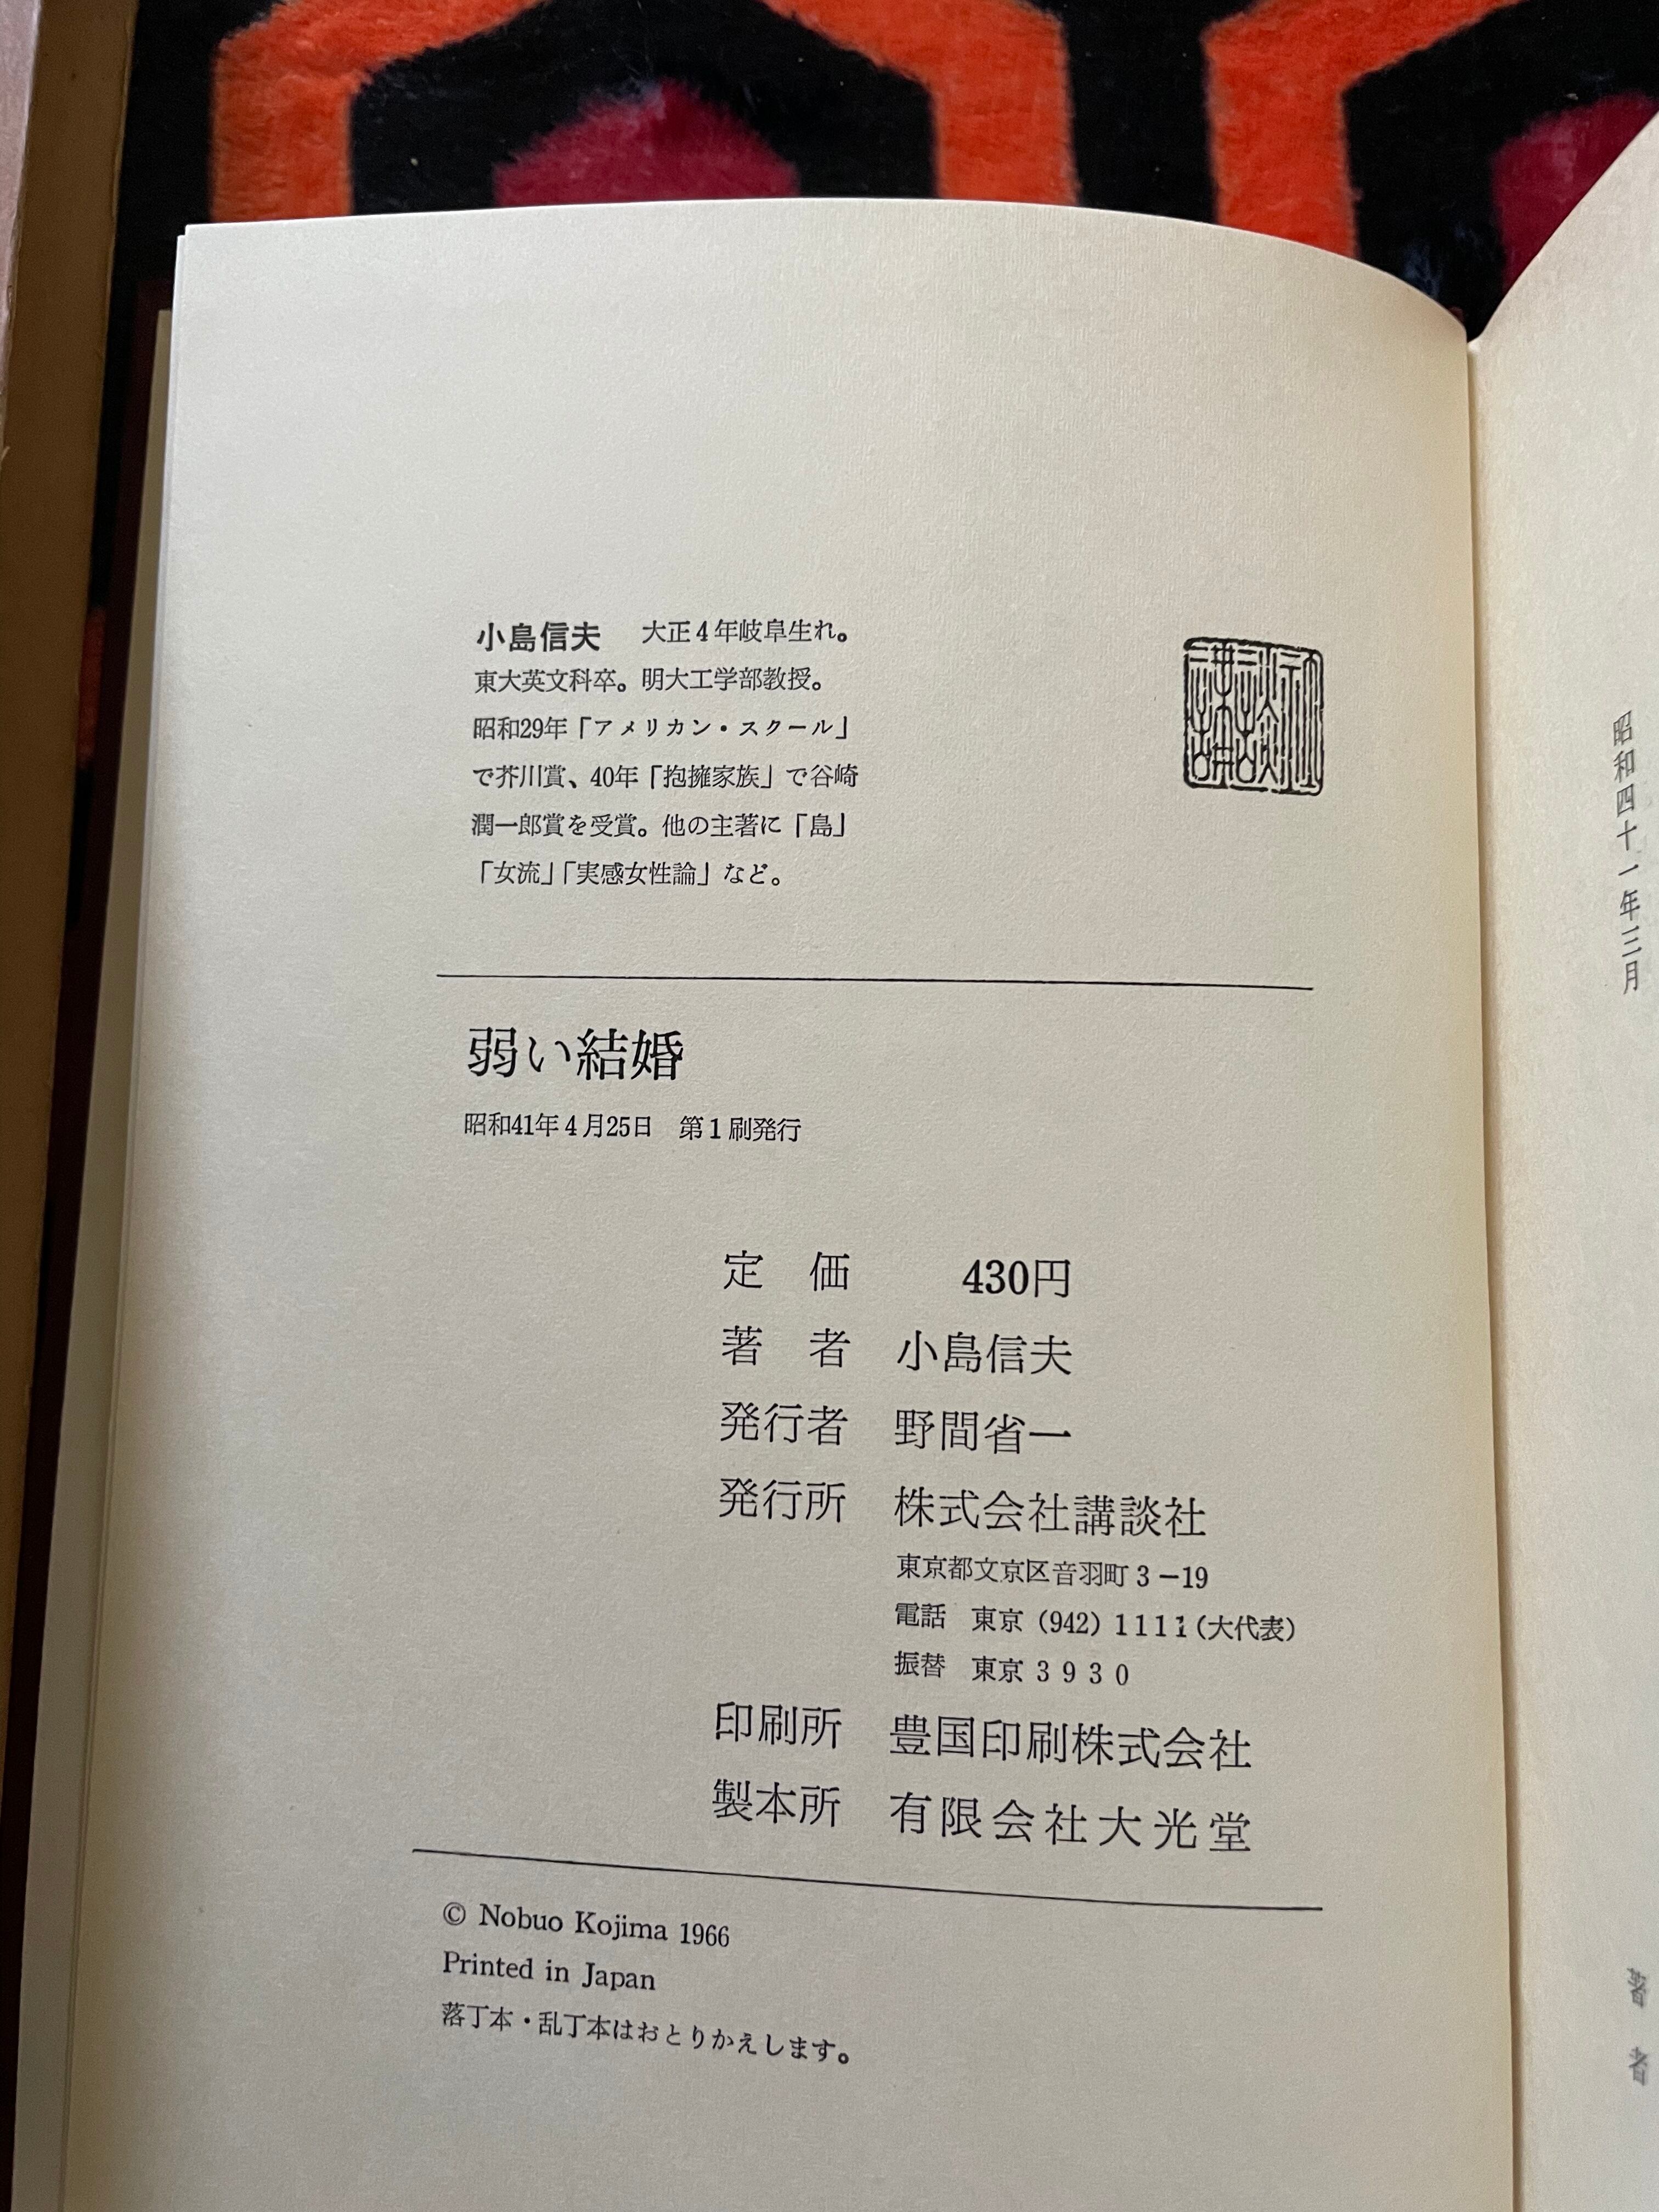 小島信夫　大正4年岐阜生れ。
東大英文科卒。明大工学部教授。
昭和29年「アメリカン・スクール」
で芥川賞、40年「抱擁家族」で谷崎
潤一郎賞を受賞。他の主著に「島」
「女流」「実感女性論」など。
弱い結婚
昭和41年4月25日　第1刷発行
定　価　430円
著　者　小島信夫
発行者　野間省一
発行所　株式会社講談社
東京都文京区音羽町3－19
電話　東京（942）1111（大代表）
振替　東京3930
印刷所　豊国印刷株式会社
製本所　有限会社大光堂
© Nobuo Kojima 1966
Printed in Japan
落丁本・乱丁本はおとりかえします。
昭和四十一年三月
著者